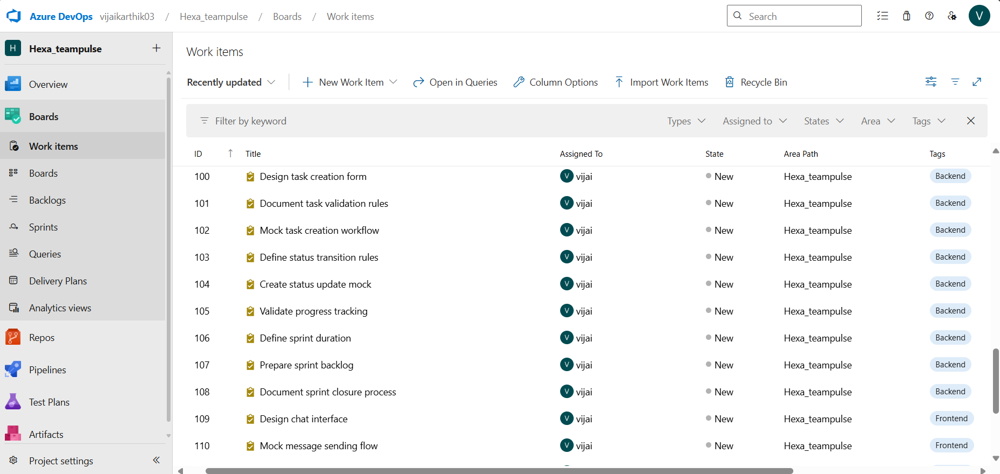 Azure DevOps vijaikarthik03 / Hexa_teampulse / Boards / Work items Search V
H Hexa_teampulse
Overview
Boards
Work items
Boards
Backlogs
Sprints
Queries
Delivery Plans
Analytics views
Repos
Pipelines
Test Plans
Artifacts
Project settings
Work items
Recently updated New Work Item Open in Queries Column Options Import Work Items Recycle Bin
Filter by keyword Types Assigned to States Area Tags
ID Title Assigned To State Area Path Tags
100 Design task creation form V vijai New Hexa_teampulse Backend
101 Document task validation rules V vijai New Hexa_teampulse Backend
102 Mock task creation workflow V vijai New Hexa_teampulse Backend
103 Define status transition rules V vijai New Hexa_teampulse Backend
104 Create status update mock V vijai New Hexa_teampulse Backend
105 Validate progress tracking V vijai New Hexa_teampulse Backend
106 Define sprint duration V vijai New Hexa_teampulse Backend
107 Prepare sprint backlog V vijai New Hexa_teampulse Backend
108 Document sprint closure process V vijai New Hexa_teampulse Backend
109 Design chat interface V vijai New Hexa_teampulse Frontend
110 Mock message sending flow V vijai New Hexa_teampulse Frontend